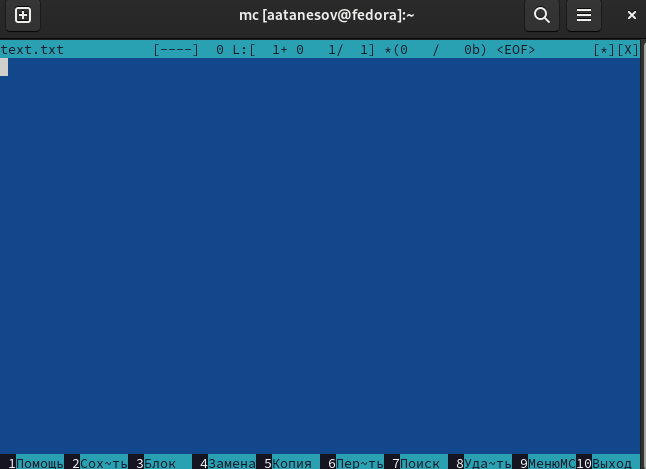 mc [aatanesov@fedora]:~
text.txt [----] 0 L:[ 1+ 0 1/ 1] *(0 / 0b) <EOF> [*][X]
1Помощь 2Сох~ть 3Блок 4Замена 5Копия 6Пер~ть 7Поиск 8Уда~ть 9МенюMC 10Выход